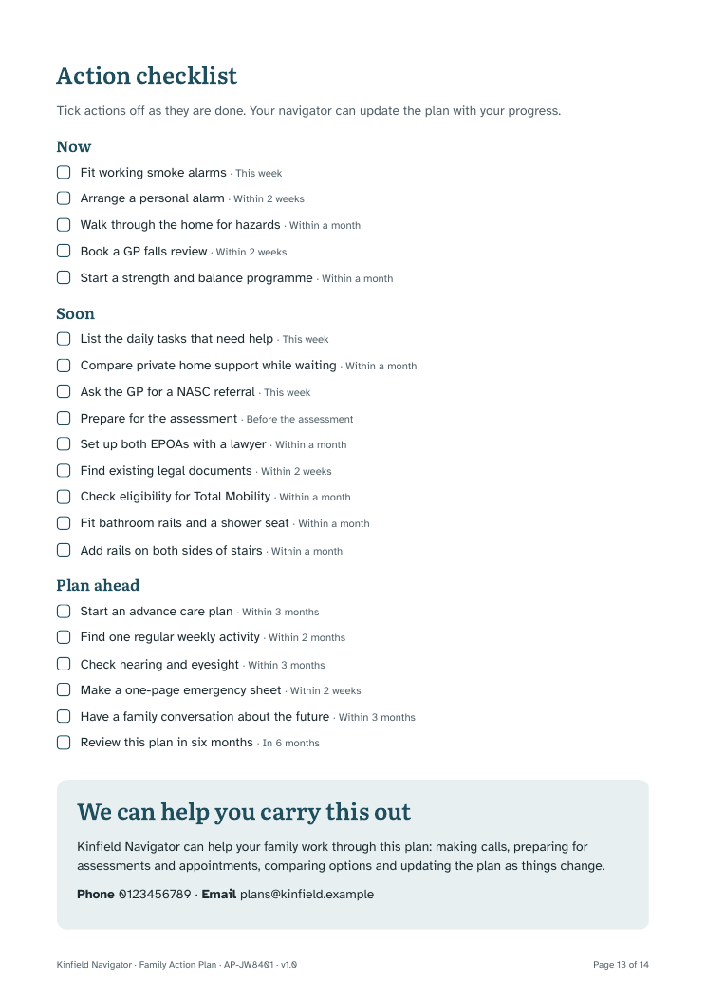 Action checklist
Tick actions off as they are done. Your navigator can update the plan with your progress.
Now
Fit working smoke alarms · This week
Arrange a personal alarm · Within 2 weeks
Walk through the home for hazards · Within a month
Book a GP falls review · Within 2 weeks
Start a strength and balance programme · Within a month
Soon
List the daily tasks that need help · This week
Compare private home support while waiting · Within a month
Ask the GP for a NASC referral · This week
Prepare for the assessment · Before the assessment
Set up both EPOAs with a lawyer · Within a month
Find existing legal documents · Within 2 weeks
Check eligibility for Total Mobility · Within a month
Fit bathroom rails and a shower seat · Within a month
Add rails on both sides of stairs · Within a month
Plan ahead
Start an advance care plan · Within 3 months
Find one regular weekly activity · Within 2 months
Check hearing and eyesight · Within 3 months
Make a one-page emergency sheet · Within 2 weeks
Have a family conversation about the future · Within 3 months
Review this plan in six months · In 6 months
We can help you carry this out
Kinfield Navigator can help your family work through this plan: making calls, preparing for
assessments and appointments, comparing options and updating the plan as things change.
Phone 0123456789 · Email plans@kinfield.example
Kinfield Navigator · Family Action Plan · AP-JW8401 · v1.0
Page 13 of 14